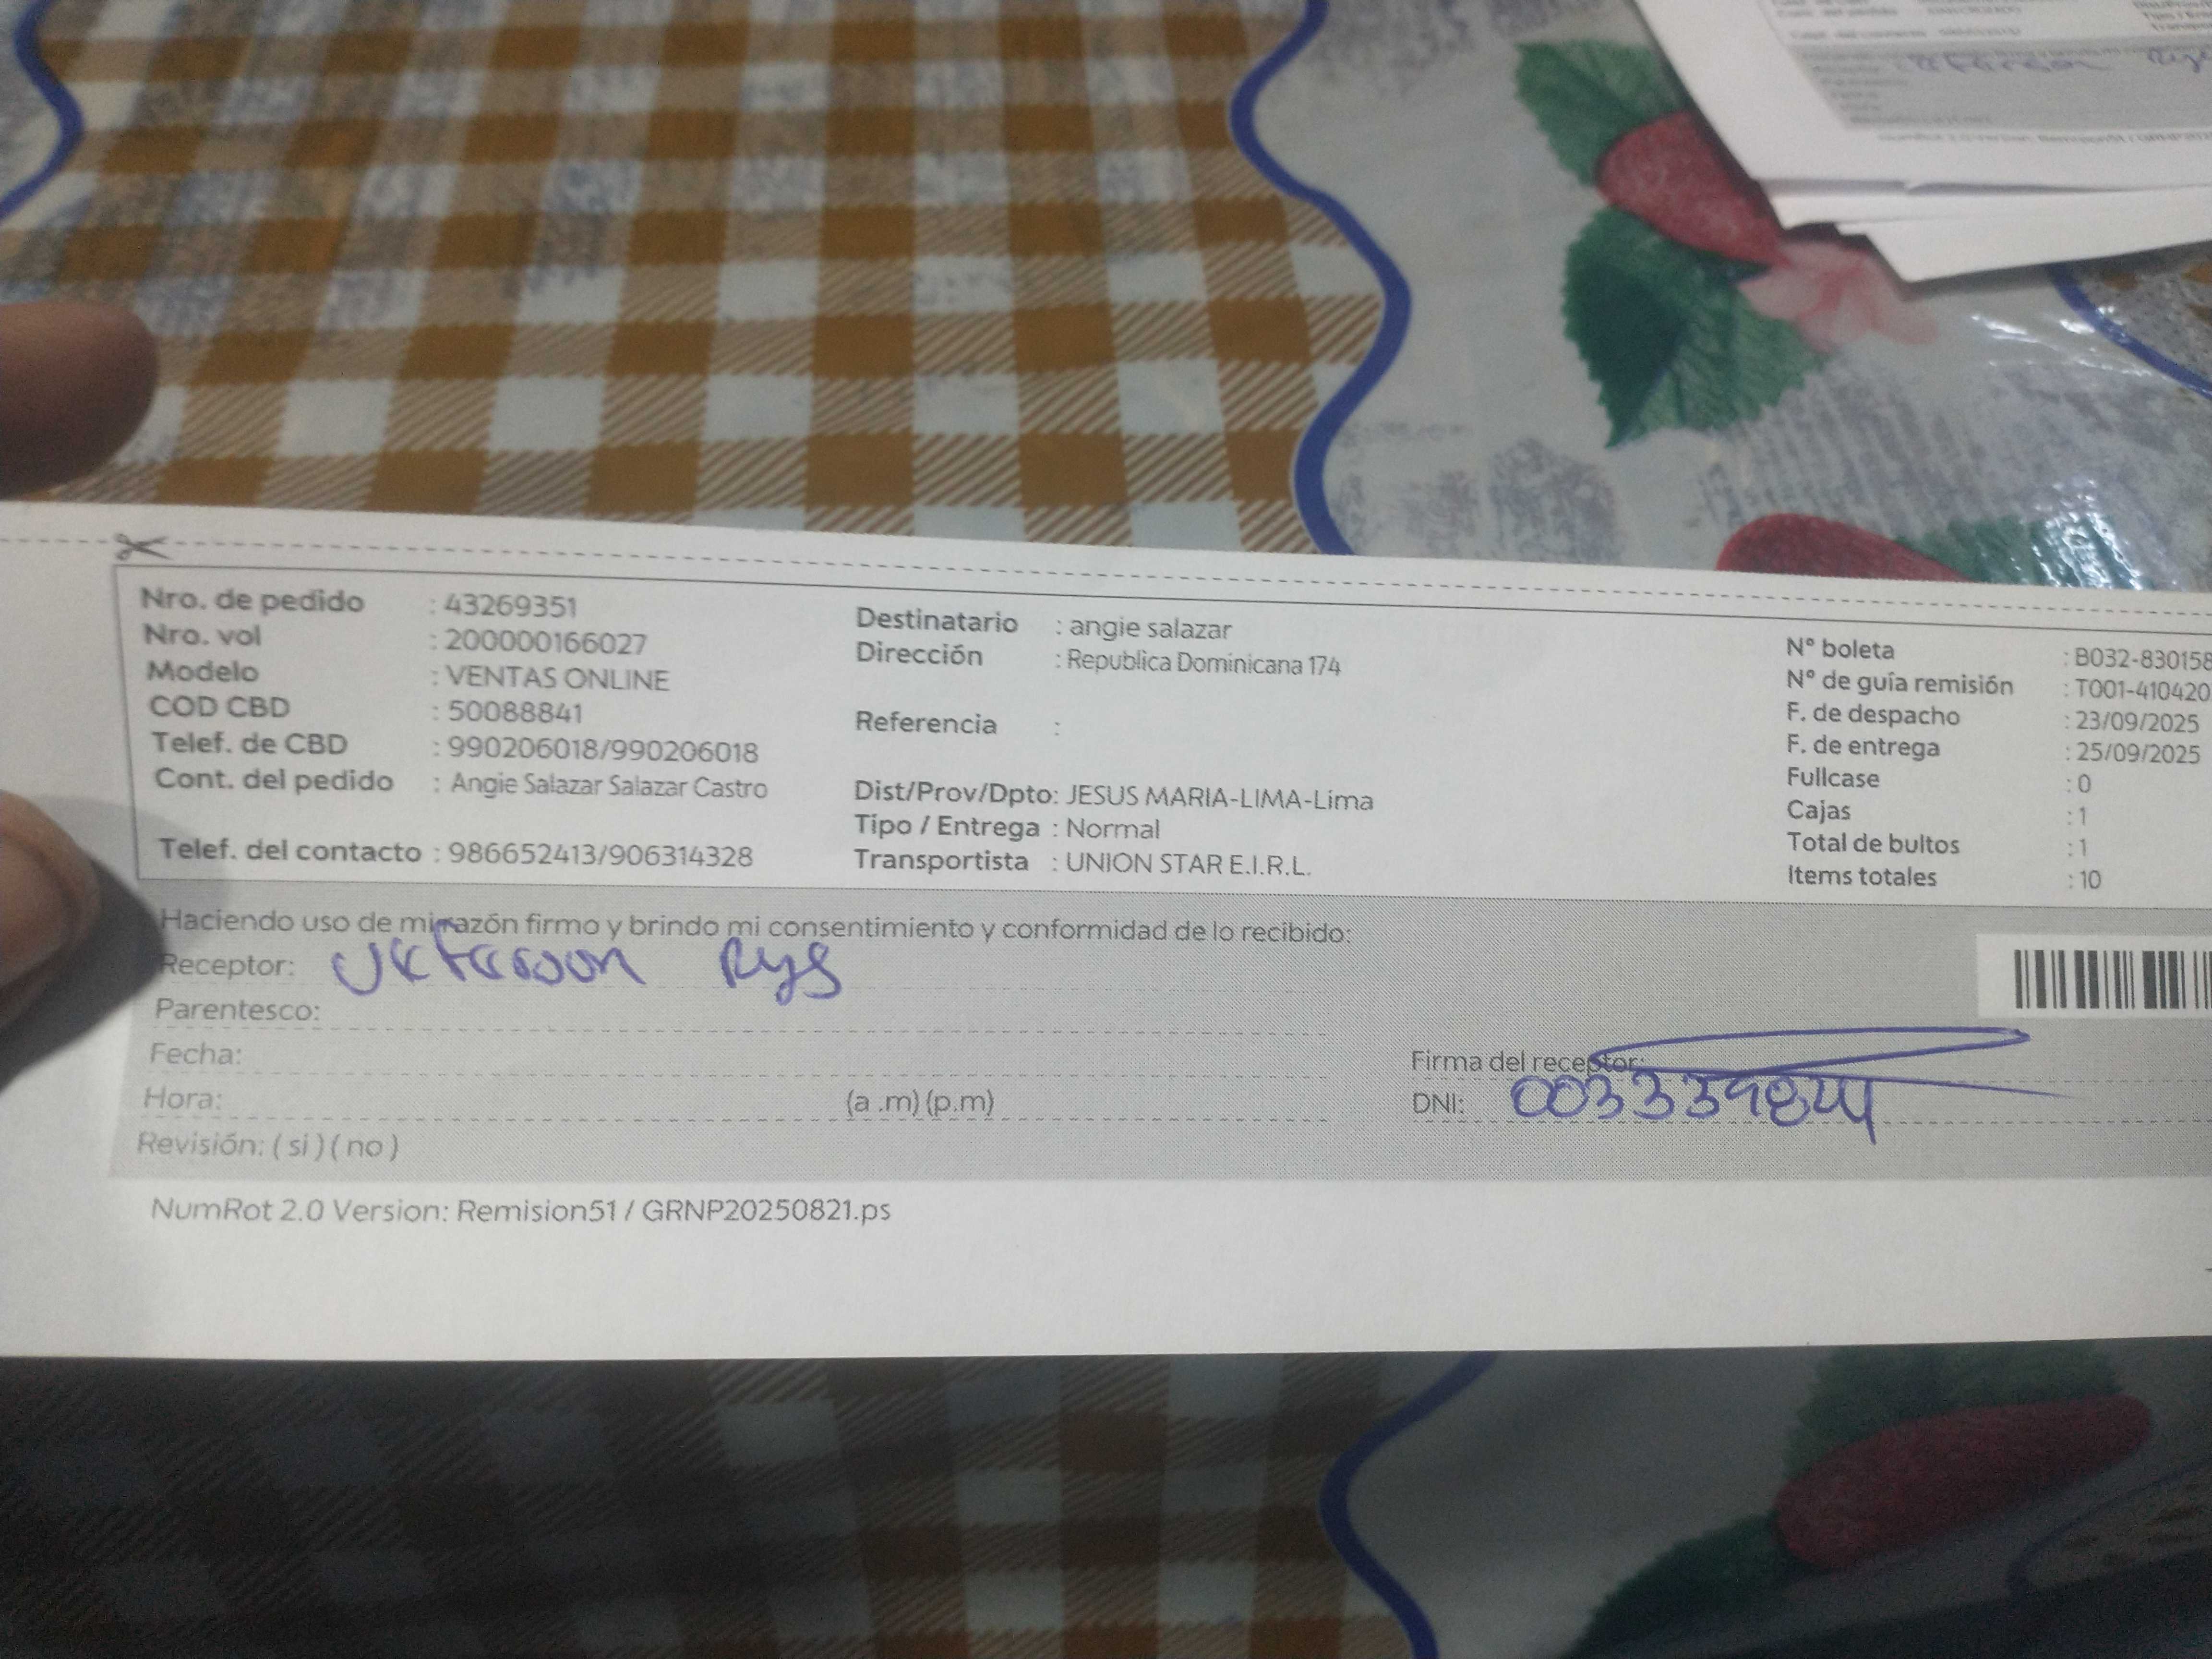 Nro. de pedido : 43269351
Nro. vol : 200000166027
Modelo : VENTAS ONLINE
COD CBD : 50088841
Telef. de CBD : 990206018/990206018
Cont. del pedido : Angie Salazar Salazar Castro
Telef. del contacto : 986652413/906314328
Destinatario : angie salazar
Dirección : Republica Dominicana 174
Referencia :
Dist/Prov/Dpto: JESUS MARIA-LIMA-Lima
Tipo / Entrega : Normal
Transportista : UNION STAR E.I.R.L.
N° boleta : B032-830158
N° de guía remisión : T001-410420
F. de despacho : 23/09/2025
F. de entrega : 25/09/2025
Fullcase : 0
Cajas : 1
Total de bultos : 1
Items totales : 10
Haciendo uso de mi razón firmo y brindo mi consentimiento y conformidad de lo recibido:
Receptor:
Parentesco:
Fecha:
Hora: (a .m) (p.m)
Revisión: ( si ) ( no )
Firma del receptor:
DNI:
NumRot 2.0 Version: Remision51 / GRNP20250821.ps